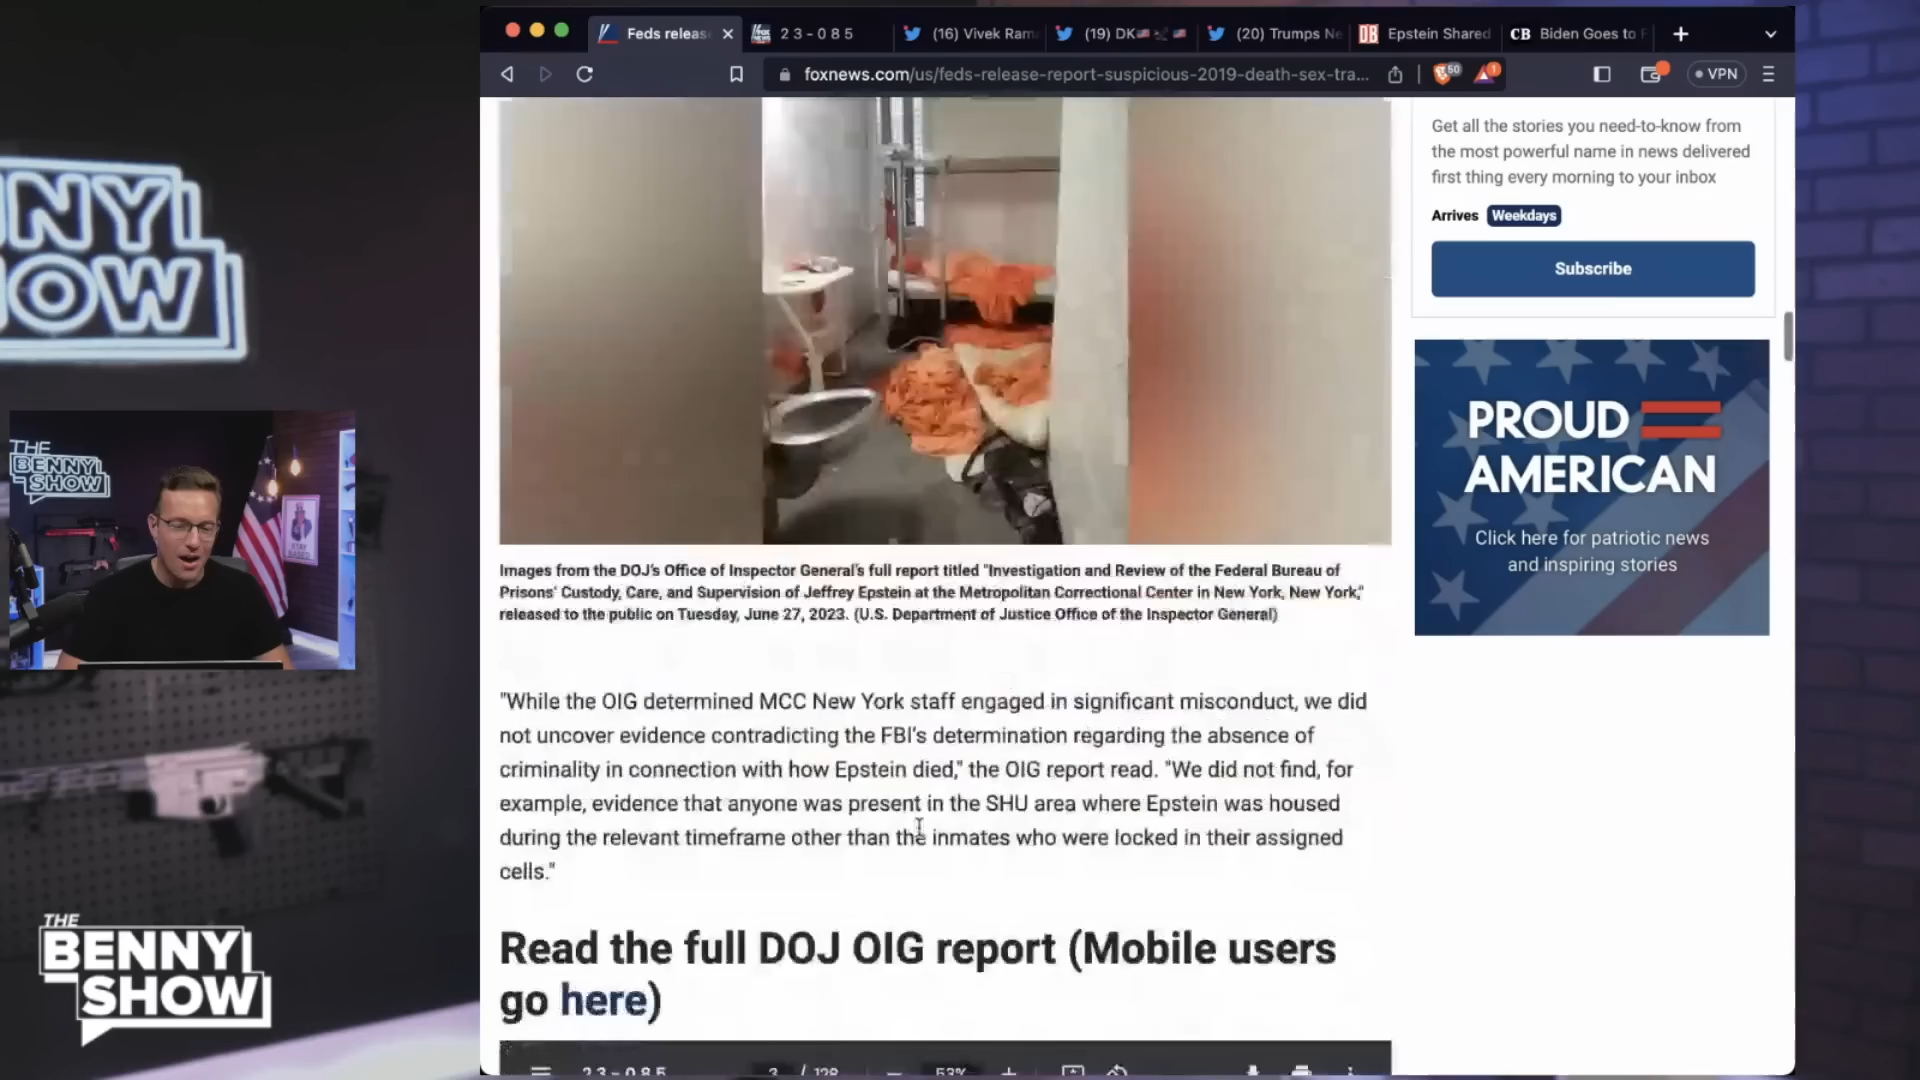 Feds releas
23-085
(16) Vivek Ram
(19) DK
(20) Trumps Ne
Epstein Shared
CB Biden Goes to F
foxnews.com/us/feds-release-report-suspicious-2019-death-sex-tra...
50
1
VPN
Get all the stories you need-to-know from
the most powerful name in news delivered
first thing every morning to your inbox
Arrives Weekdays
Subscribe
PROUD
AMERICAN
Click here for patriotic news
and inspiring stories
NY
OW
THE
BENNY
SHOW
Images from the DOJ's Office of Inspector General's full report titled "Investigation and Review of the Federal Bureau of
Prisons' Custody, Care, and Supervision of Jeffrey Epstein at the Metropolitan Correctional Center in New York, New York,"
released to the public on Tuesday, June 27, 2023. (U.S. Department of Justice Office of the Inspector General)
"While the OIG determined MCC New York staff engaged in significant misconduct, we did
not uncover evidence contradicting the FBI's determination regarding the absence of
criminality in connection with how Epstein died," the OIG report read. "We did not find, for
example, evidence that anyone was present in the SHU area where Epstein was housed
during the relevant timeframe other than the inmates who were locked in their assigned
cells."
Read the full DOJ OIG report (Mobile users
go here)
23-085
3 / 128
53%
THE
BENNY
SHOW